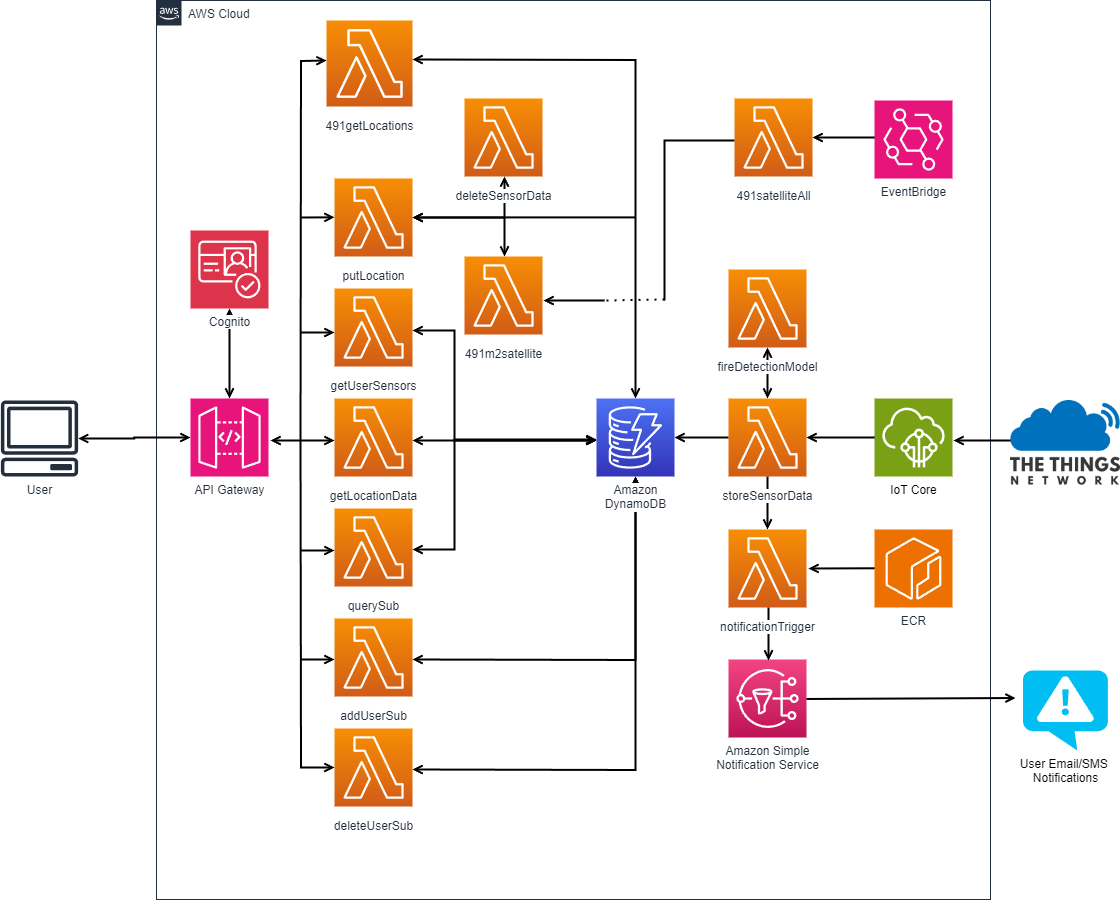 aws
AWS Cloud
491getLocations
deleteSensorData
491satelliteAll
EventBridge
putLocation
Cognito
491m2satellite
getUserSensors
fireDetectionModel
</>
User
API Gateway
getLocationData
Amazon
DynamoDB
storeSensorData
IoT Core
THE THINGS
NETWORK
querySub
notificationTrigger
ECR
addUserSub
Amazon Simple
Notification Service
!
User Email/SMS
Notifications
deleteUserSub